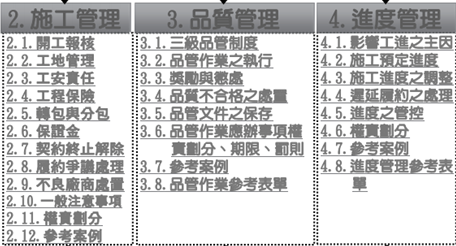 2.施工管理
2.1.開工報核
2.2.工地管理
2.3.工安責任
2.4.工程保險
2.5.轉包與分包
2.6.保證金
2.7.契約終止解除
2.8.履約爭議處理
2.9.不良廠商處置
2.10.一般注意事項
2.11.權責劃分
2.12.參考案例
3.品質管理
3.1.三級品管制度
3.2.品管作業之執行
3.3.獎勵與懲處
3.4.品質不合格之處置
3.5.品管文件之保存
3.6.品管作業應辦事項權
責劃分、期限、罰則
3.7.參考案例
3.8.品管作業參考表單
4.進度管理
4.1.影響工進之主因
4.2.施工預定進度
4.3.施工進度之調整
4.4.遲延履約之處理
4.5.進度之管控
4.6.權責劃分
4.7.參考案例
4.8.進度管理參考表
單